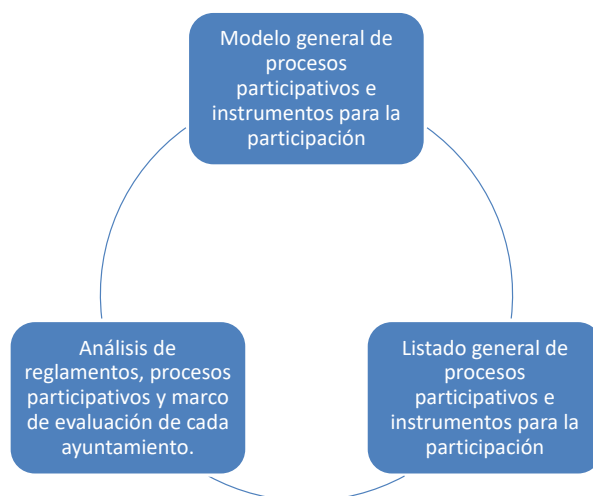 Modelo general de
procesos
participativos e
instrumentos para la
participación
Análisis de
reglamentos, procesos
participativos y marco
de evaluación de cada
ayuntamiento.
Listado general de
procesos
participativos e
instrumentos para la
participación